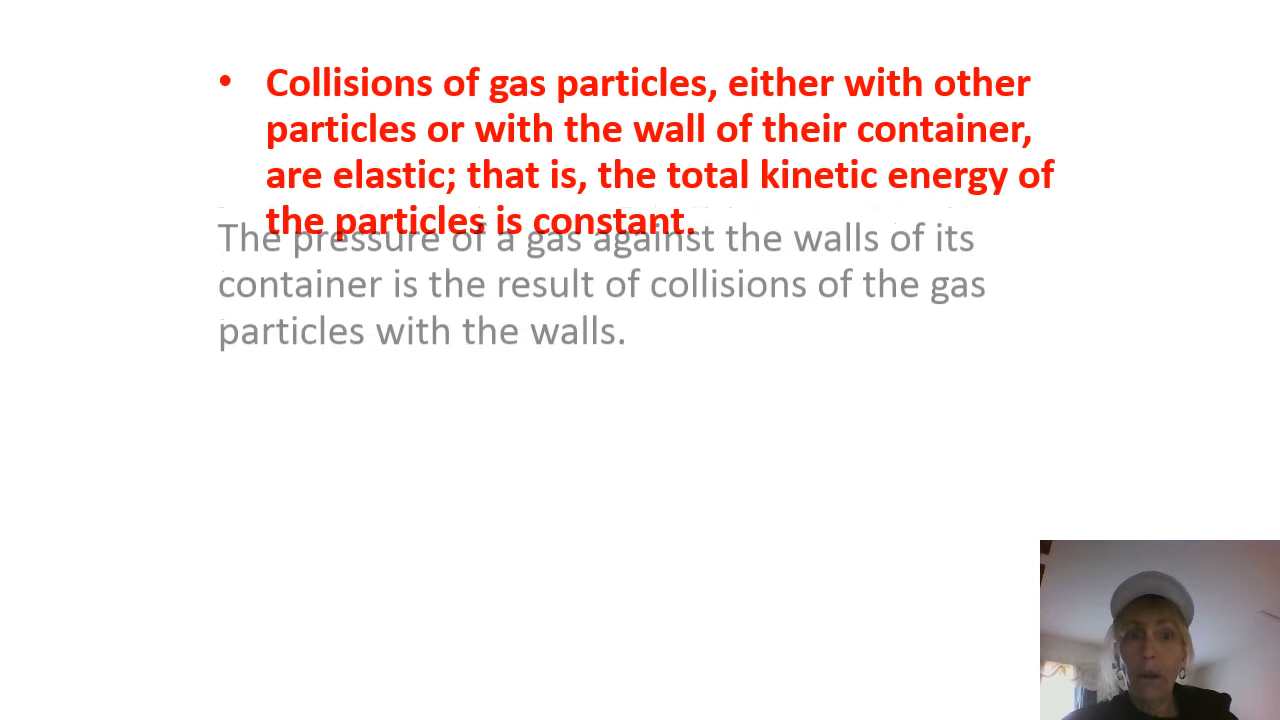 • Collisions of gas particles, either with other
particles or with the wall of their container,
are elastic; that is, the total kinetic energy of
the particles is constant.
The pressure of a gas against the walls of its
container is the result of collisions of the gas
particles with the walls.